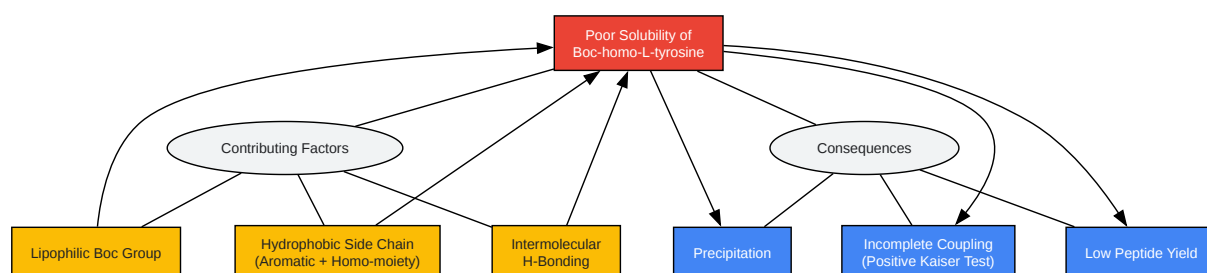 Poor Solubility of
Boc-homo-L-tyrosine
Contributing Factors
Consequences
Lipophilic Boc Group
Hydrophobic Side Chain
(Aromatic + Homo-moiety)
Intermolecular
H-Bonding
Precipitation
Incomplete Coupling
(Positive Kaiser Test)
Low Peptide Yield